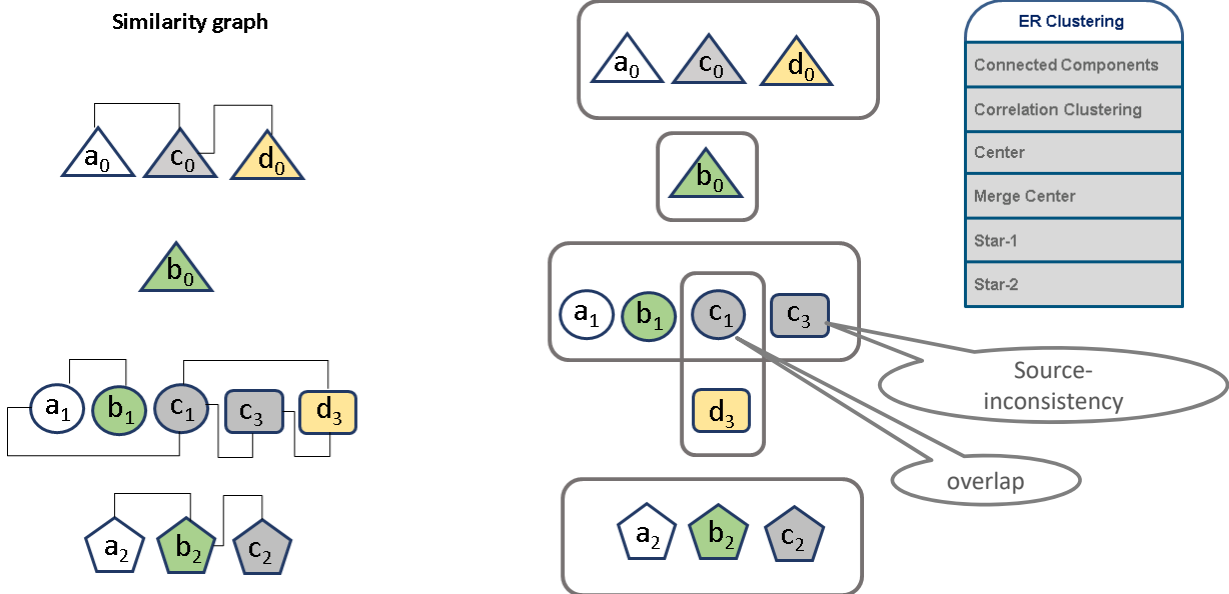 Similarity graph
a0 c0 d0
b0
a1 b1 c1 c3 d3
a2 b2 c2
a0 c0 d0
b0
a1 b1 c1 c3
d3
a2 b2 c2
ER Clustering
Connected Components
Correlation Clustering
Center
Merge Center
Star-1
Star-2
Source-
inconsistency
overlap